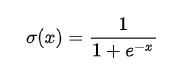 σ(x) = 1 / (1 + e^{-x})